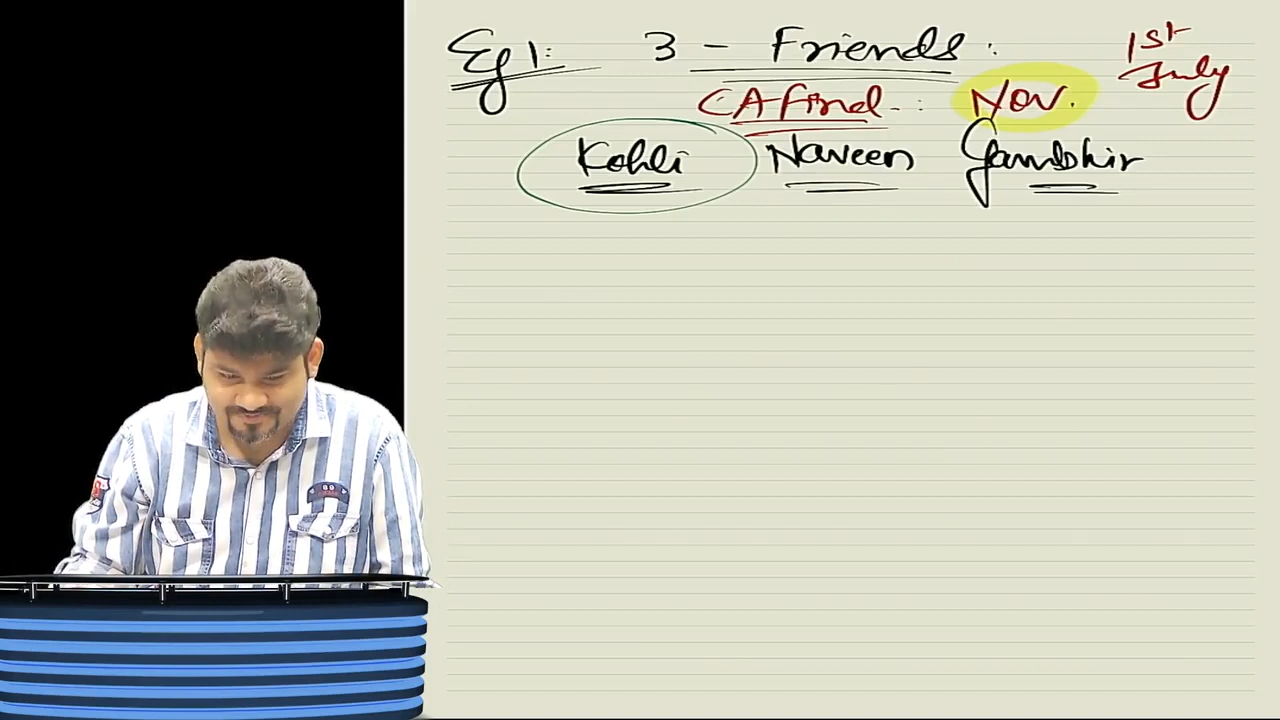 Eg 1: 3 - Friends :
1st July
CA final : Nov.
Kohli Naveen Gambhir